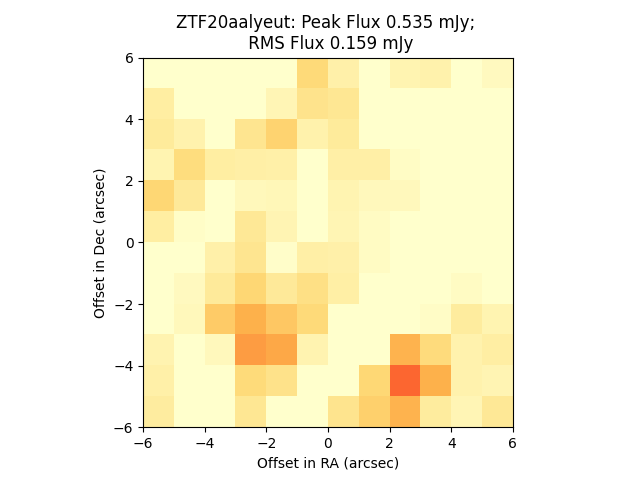 ZTF20aalyeut: Peak Flux 0.535 mJy;
RMS Flux 0.159 mJy
6
4
2
0
−2
−4
−6
Offset in Dec (arcsec)
−6 −4 −2 0 2 4 6
Offset in RA (arcsec)